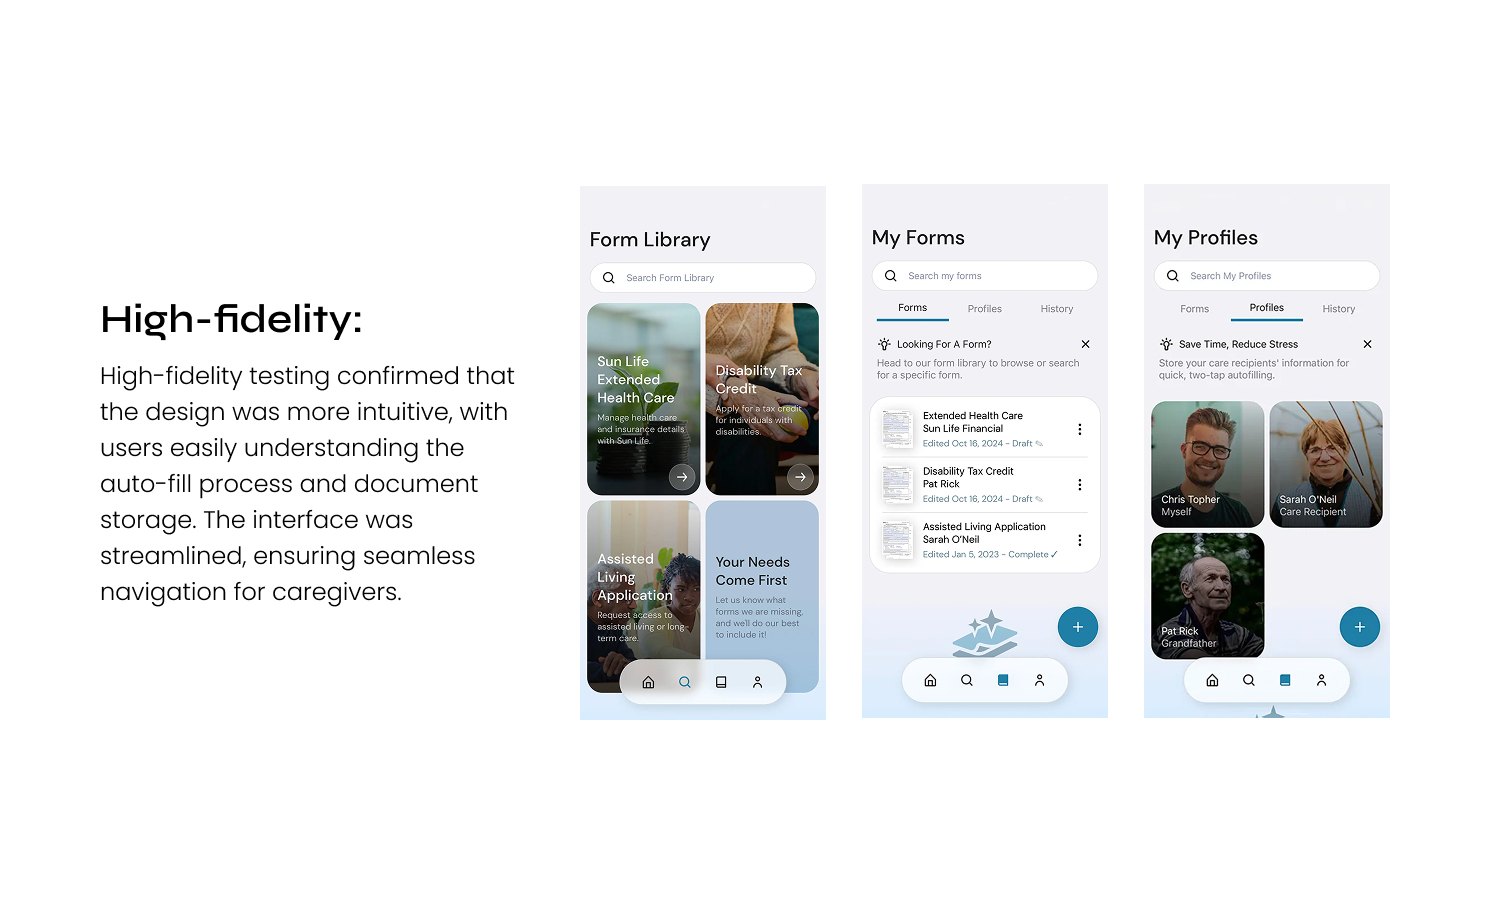 High-fidelity:
High-fidelity testing confirmed that
the design was more intuitive, with
users easily understanding the
auto-fill process and document
storage. The interface was
streamlined, ensuring seamless
navigation for caregivers.
Form Library
Search Form Library
Sun Life
Extended
Health Care
Manage health care
and insurance details
with Sun Life.
Disability Tax
Credit
Apply for a tax credit
for individuals with
disabilities.
Assisted
Living
Application
Request access to
assisted living or long-
term care.
Your Needs
Come First
Let us know what
forms we are missing,
and we'll do our best
to include it!
My Forms
Search my forms
Forms Profiles History
Looking For A Form?
Head to our form library to browse or search
for a specific form.
Extended Health Care
Sun Life Financial
Edited Oct 16, 2024 - Draft
Disability Tax Credit
Pat Rick
Edited Oct 16, 2024 - Draft
Assisted Living Application
Sarah O'Neil
Edited Jan 5, 2023 - Complete ✓
My Profiles
Search My Profiles
Forms Profiles History
Save Time, Reduce Stress
Store your care recipients' information for
quick, two-tap autofilling.
Chris Topher
Myself
Sarah O'Neil
Care Recipient
Pat Rick
Grandfather